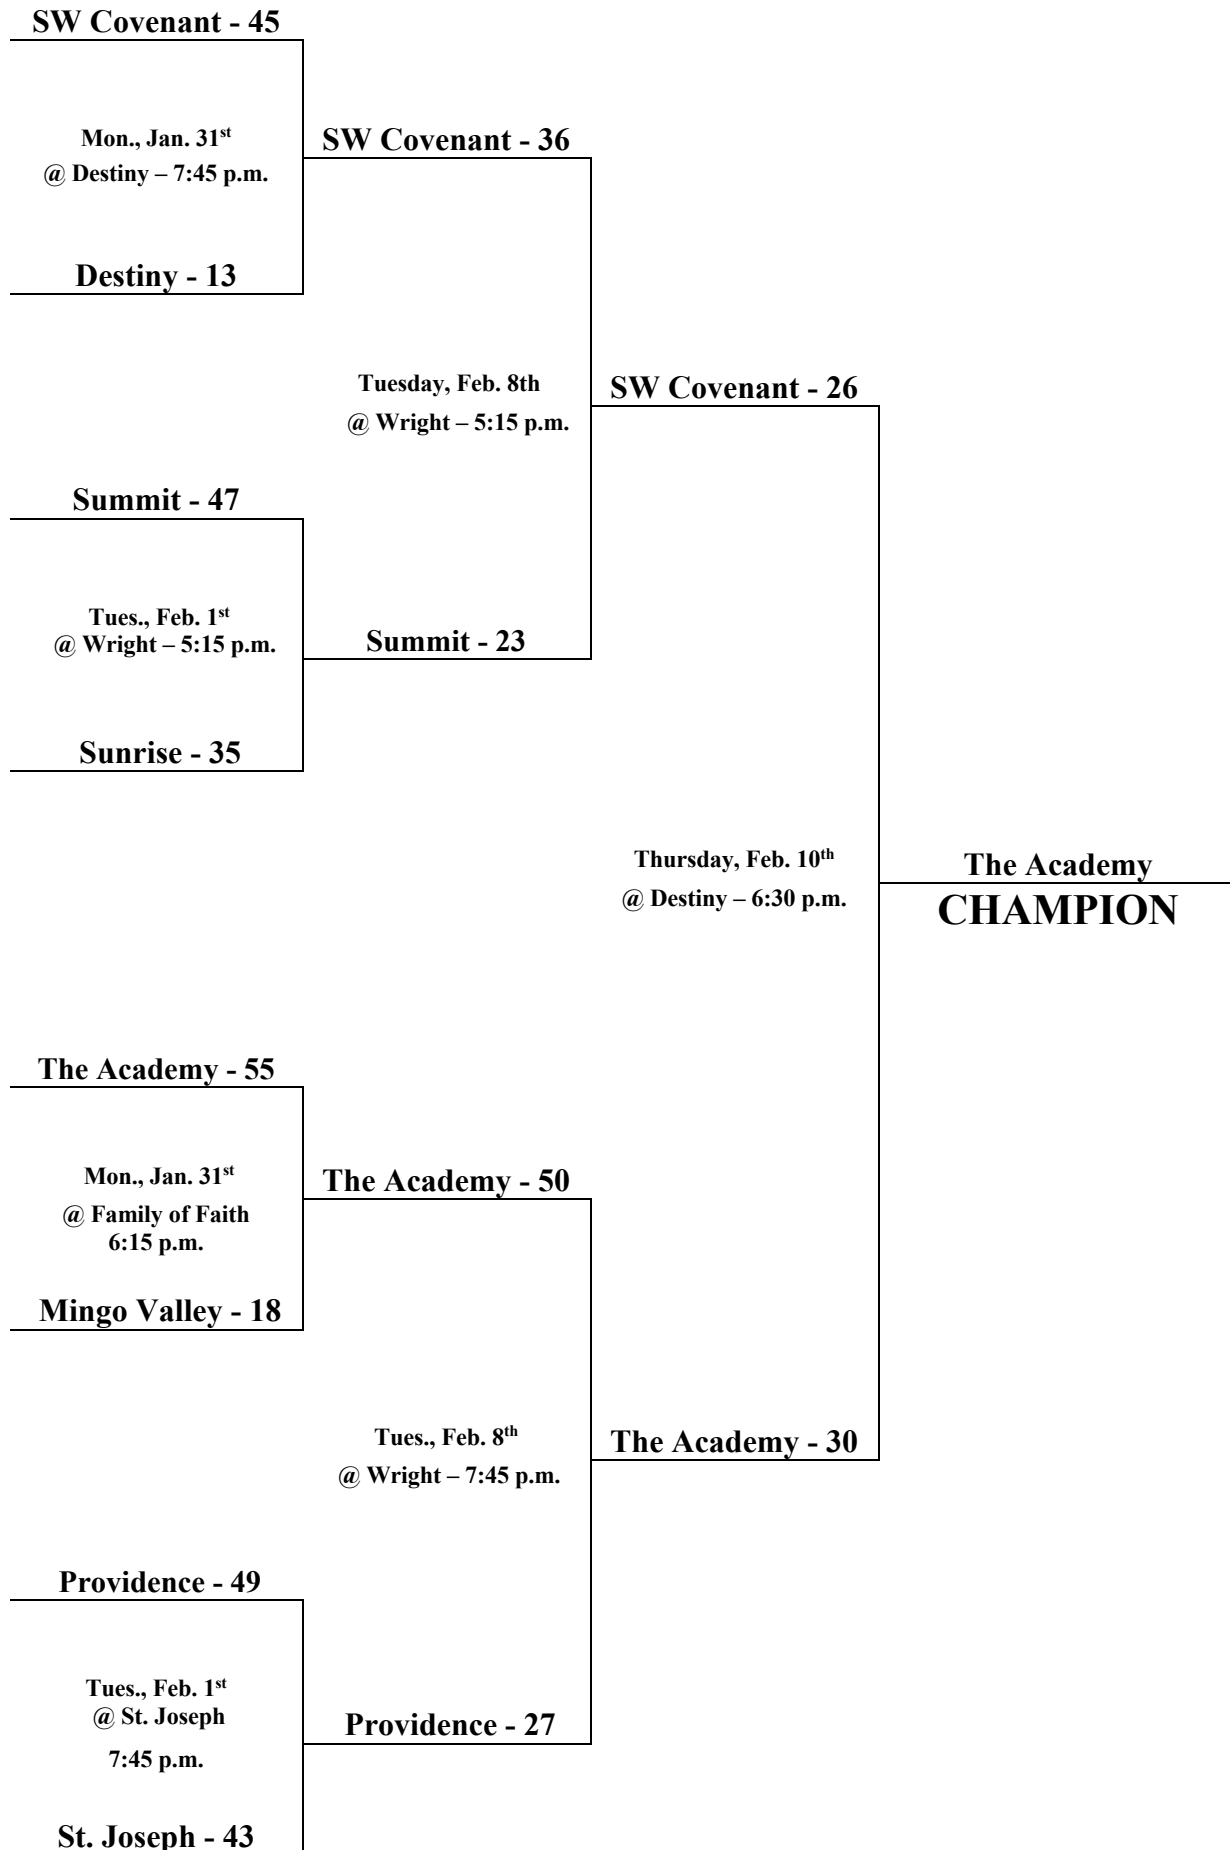 SW Covenant - 45
Mon., Jan. 31st
@ Destiny – 7:45 p.m.
SW Covenant - 36
Destiny - 13
Tuesday, Feb. 8th
@ Wright – 5:15 p.m.
SW Covenant - 26
Summit - 47
Tues., Feb. 1st
@ Wright – 5:15 p.m.
Summit - 23
Sunrise - 35
Thursday, Feb. 10th
@ Destiny – 6:30 p.m.
The Academy
CHAMPION
The Academy - 55
Mon., Jan. 31st
@ Family of Faith
6:15 p.m.
The Academy - 50
Mingo Valley - 18
Tues., Feb. 8th
@ Wright – 7:45 p.m.
The Academy - 30
Providence - 49
Tues., Feb. 1st
@ St. Joseph
7:45 p.m.
Providence - 27
St. Joseph - 43